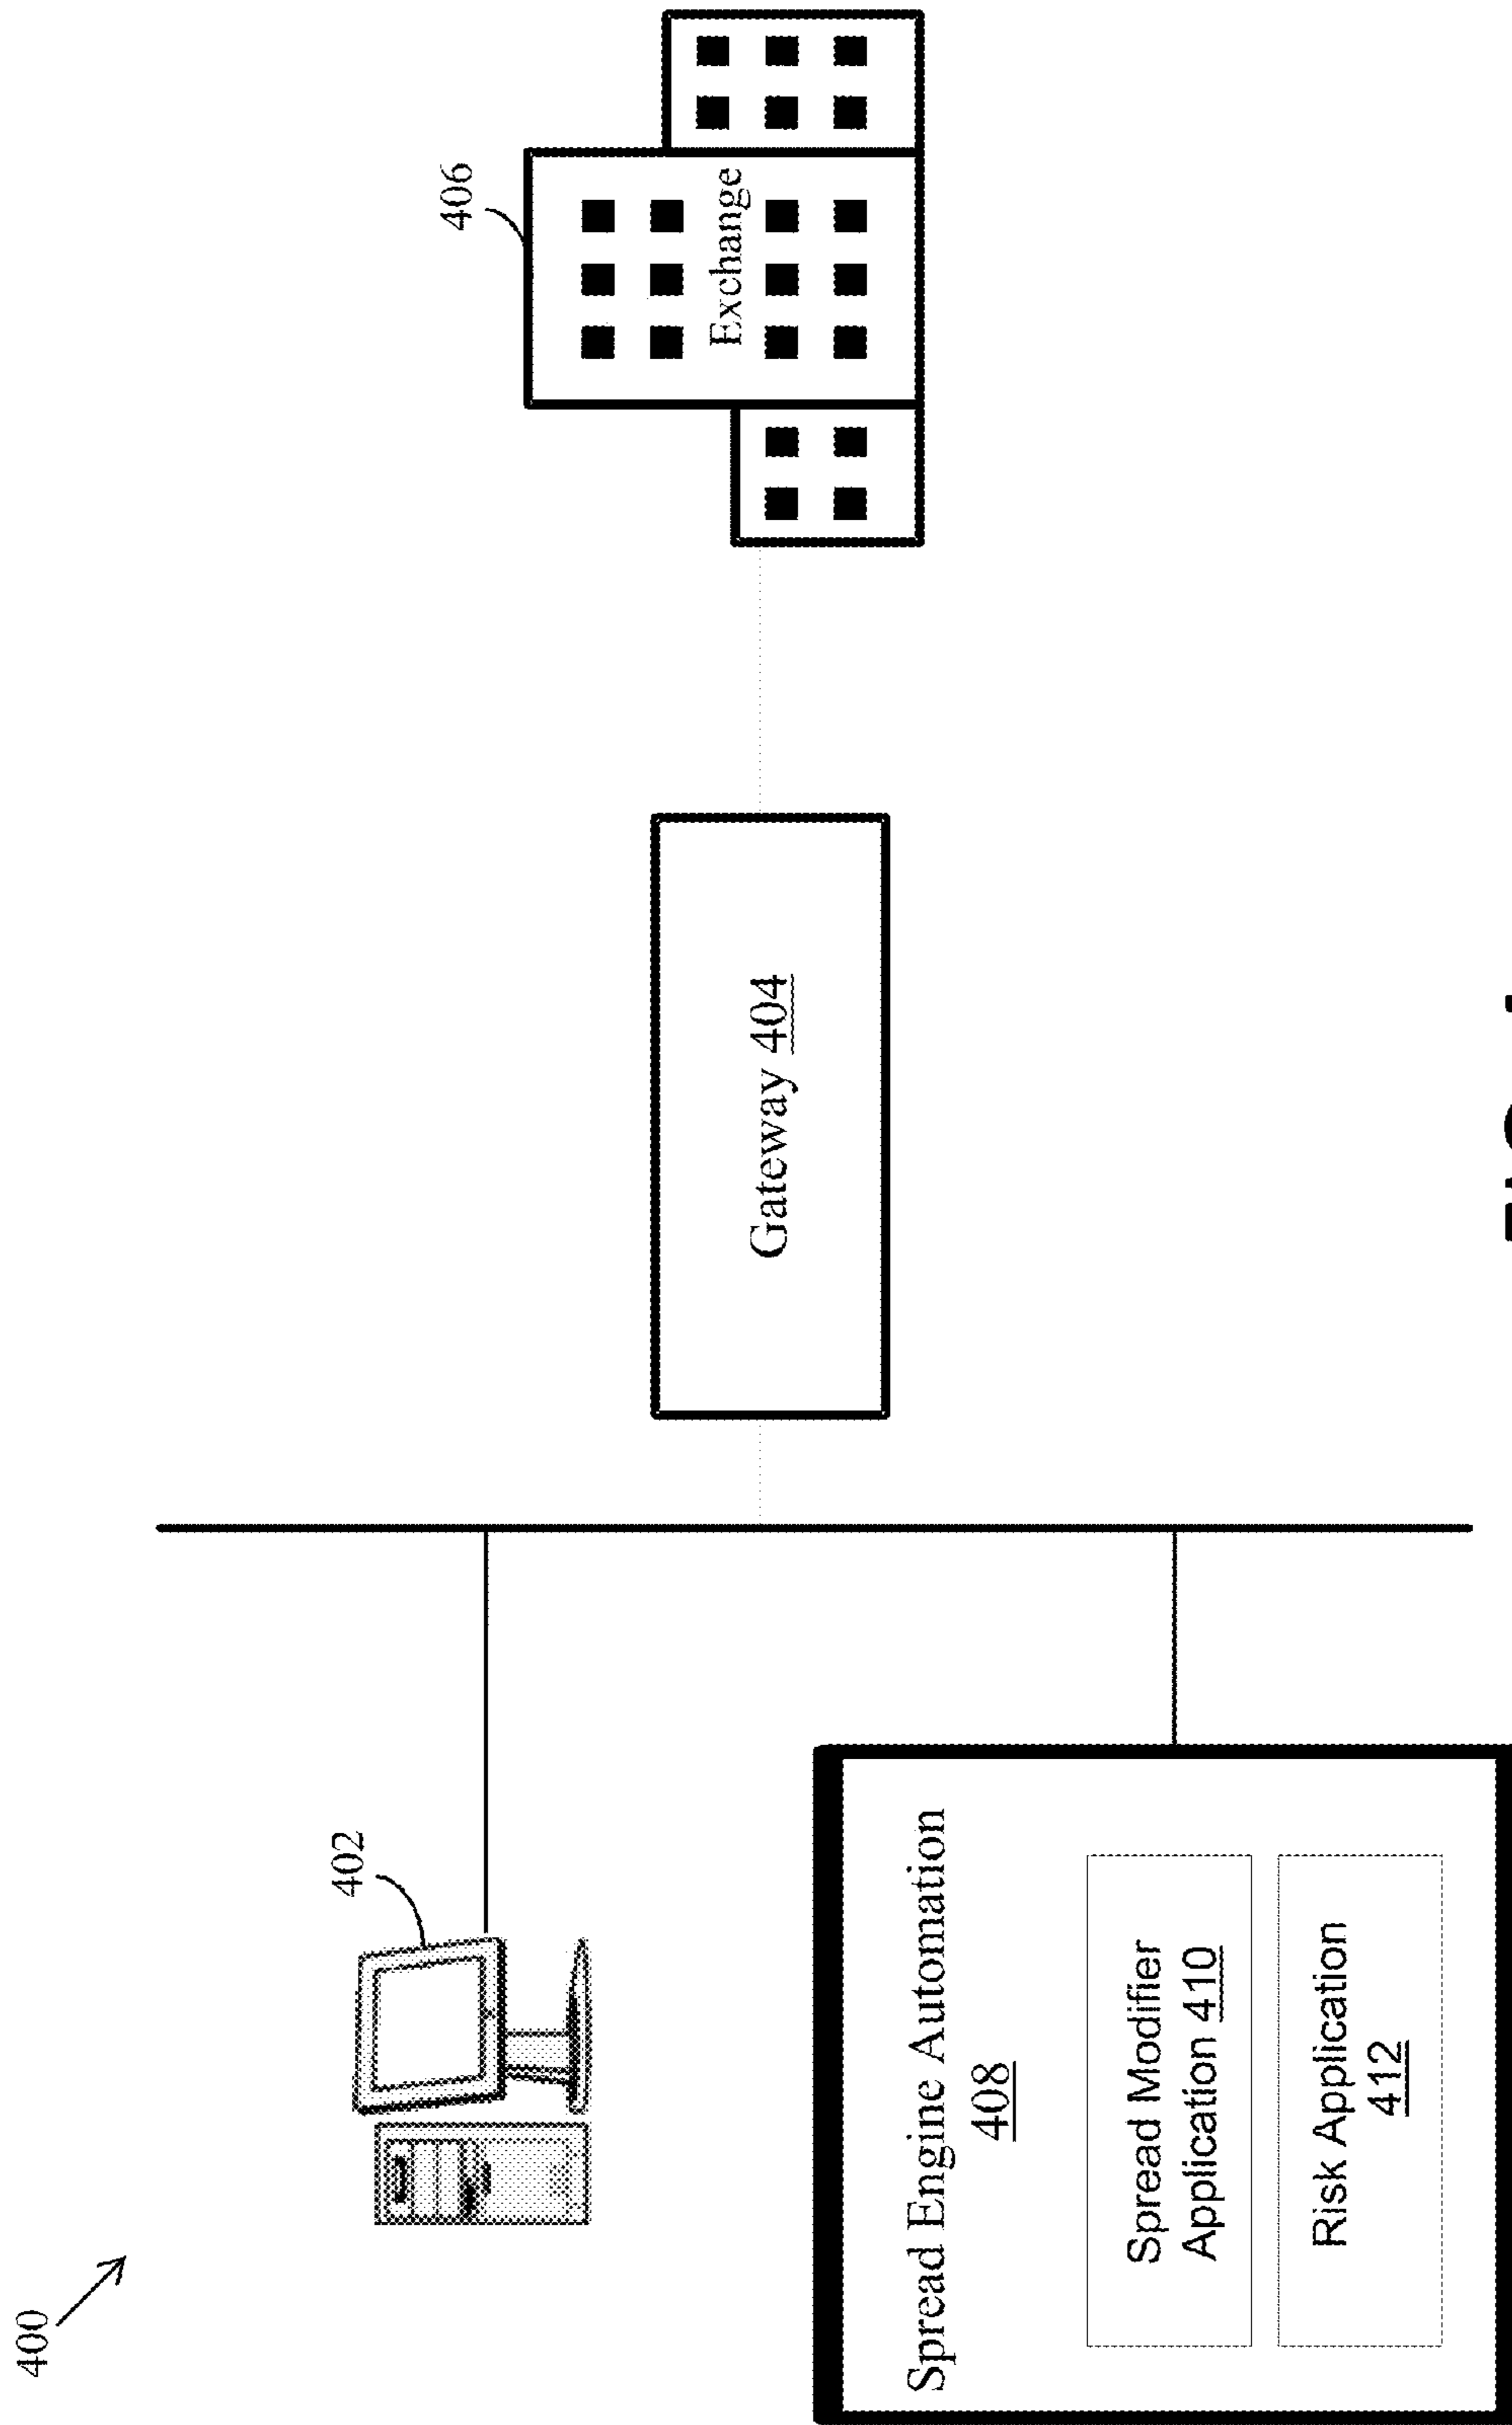 400
402
406
Exchange
Gateway 404
Spread Engine Automation
408
Spread Modifier
Application 410
Risk Application
412